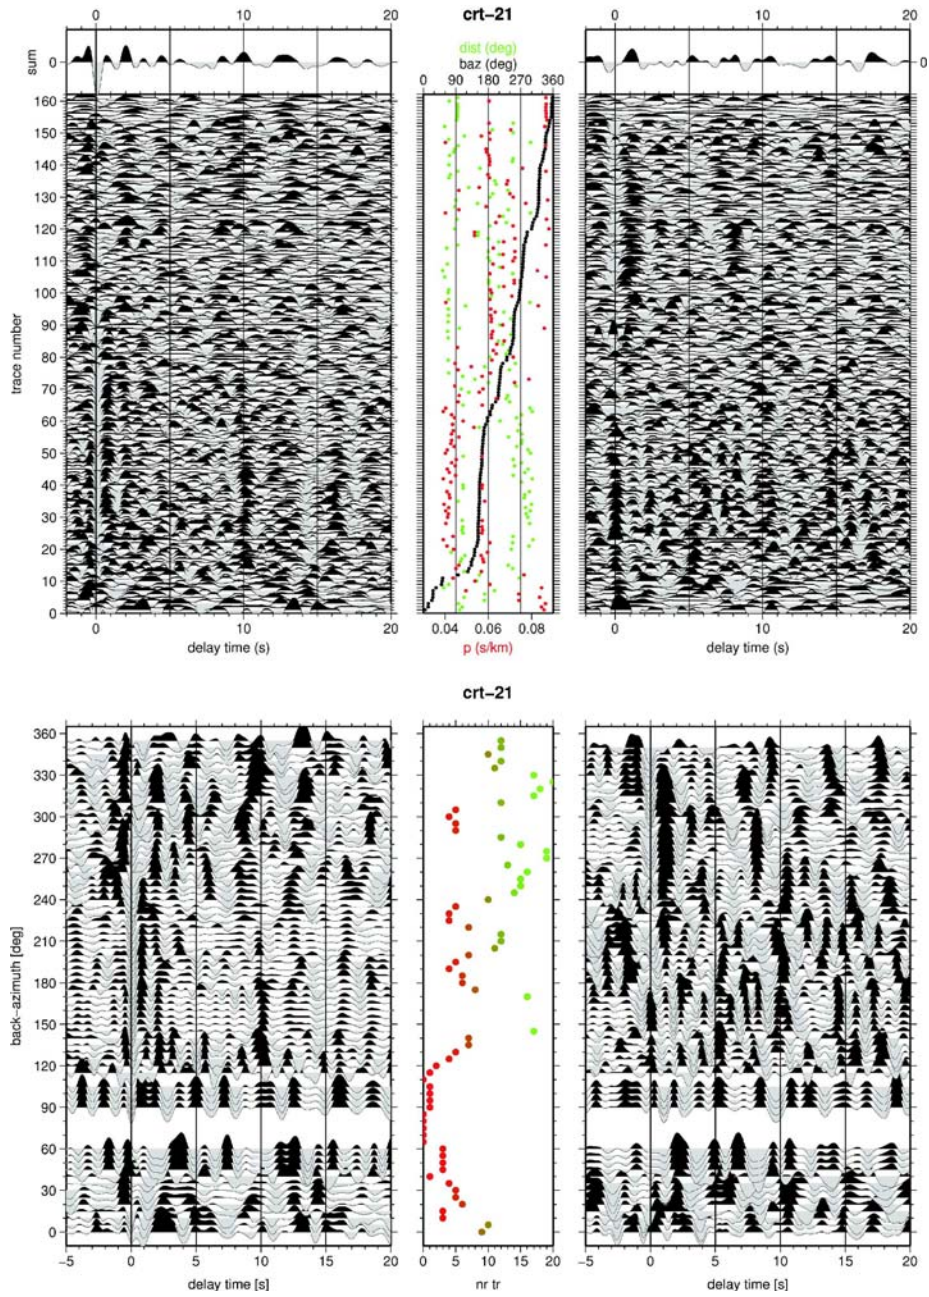 crt-21
0 10 20
dist (deg)
baz (deg)
0 90 180 270 360
0 10 20
sum
0
0
trace number
160
150
140
130
120
110
100
90
80
70
60
50
40
30
20
10
0
0 10 20
delay time (s)
0.04 0.06 0.08
p (s/km)
0 10 20
delay time (s)
crt-21
back-azimuth [deg]
360
330
300
270
240
210
180
150
120
90
60
30
0
-5 0 5 10 15 20
delay time [s]
0 5 10 15 20
nr tr
-5 0 5 10 15 20
delay time [s]